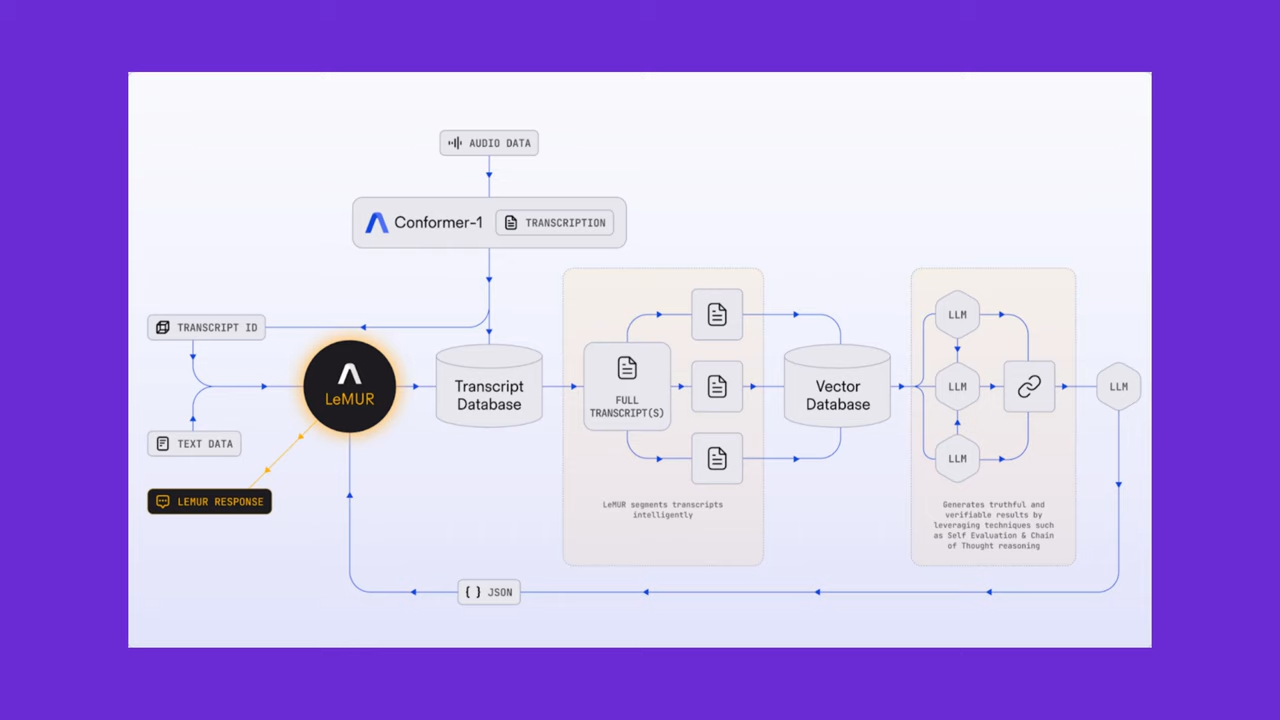 AUDIO DATA
Conformer-1
TRANSCRIPTION
TRANSCRIPT ID
TEXT DATA
LeMUR
LEMUR RESPONSE
Transcript
Database
FULL
TRANSCRIPT(S)
LeMUR segments transcripts
intelligently
Vector
Database
LLM
LLM
LLM
Generates truthful and
verifiable results by
leveraging techniques such
as Self Evaluation & Chain
of Thought reasoning
LLM
{ } JSON